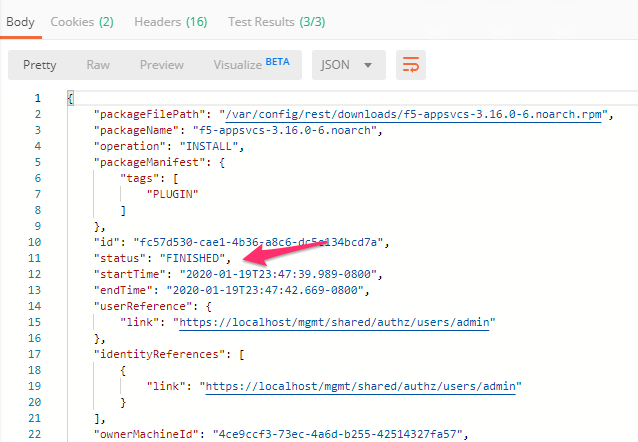 Body Cookies (2) Headers (16) Test Results (3/3)
Pretty Raw Preview Visualize BETA JSON
1 {
2 "packageFilePath": "/var/config/rest/downloads/f5-appsvcs-3.16.0-6.noarch.rpm",
3 "packageName": "f5-appsvcs-3.16.0-6.noarch",
4 "operation": "INSTALL",
5 "packageManifest": {
6 "tags": [
7 "PLUGIN"
8 ]
9 },
10 "id": "fc57d530-cae1-4b36-a8c6-dc5e134bcd7a",
11 "status": "FINISHED",
12 "startTime": "2020-01-19T23:47:39.989-0800",
13 "endTime": "2020-01-19T23:47:42.669-0800",
14 "userReference": {
15 "link": "https://localhost/mgmt/shared/authz/users/admin"
16 },
17 "identityReferences": [
18 {
19 "link": "https://localhost/mgmt/shared/authz/users/admin"
20 }
21 ],
22 "ownerMachineId": "4ce9ccf3-73ec-4a6d-b255-42514327fa57",